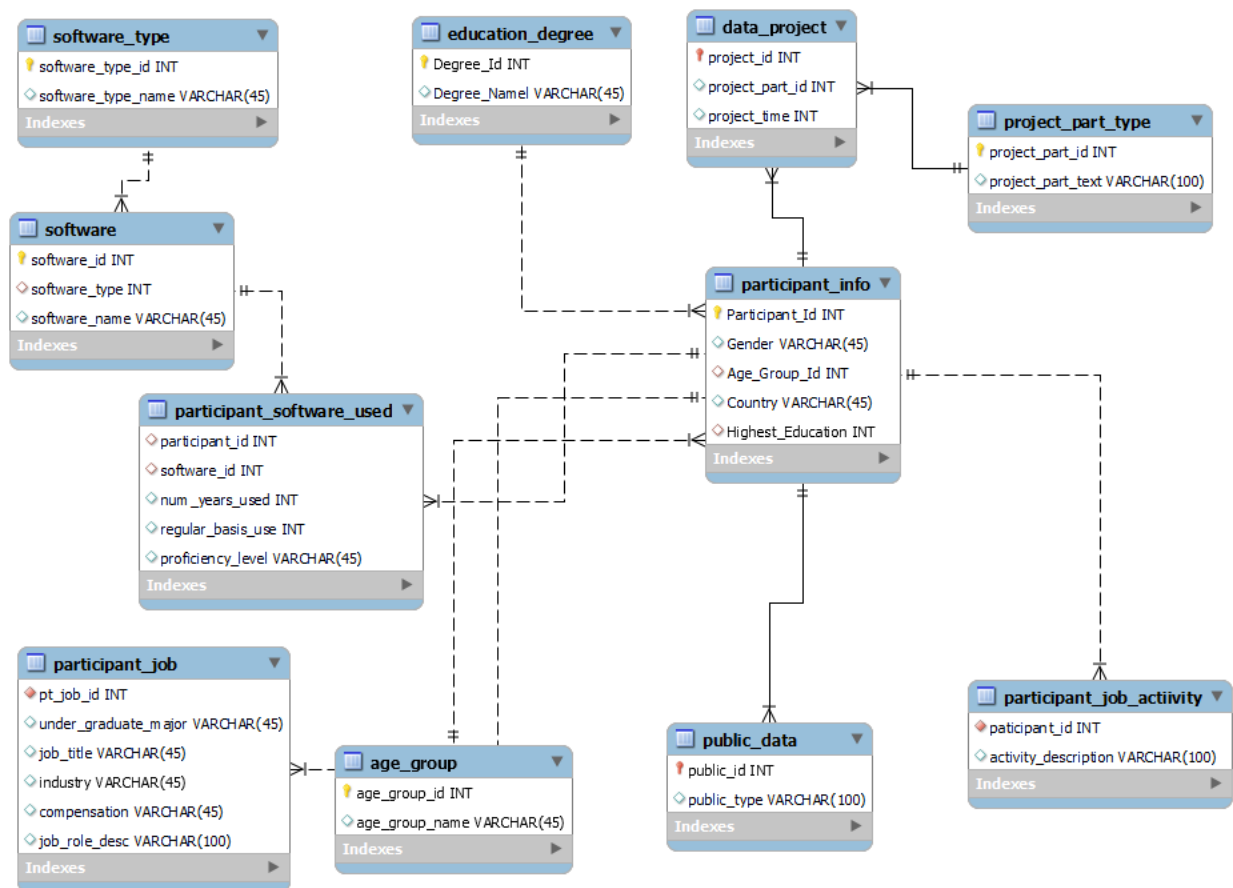 software_type
software_type_id INT
software_type_name VARCHAR(45)
Indexes
education_degree
Degree_Id INT
Degree_Namel VARCHAR(45)
Indexes
data_project
project_id INT
project_part_id INT
project_time INT
Indexes
project_part_type
project_part_id INT
project_part_text VARCHAR(100)
Indexes
software
software_id INT
software_type INT
software_name VARCHAR(45)
Indexes
participant_info
Participant_Id INT
Gender VARCHAR(45)
Age_Group_Id INT
Country VARCHAR(45)
Highest_Education INT
Indexes
participant_software_used
participant_id INT
software_id INT
num_years_used INT
regular_basis_use INT
proficiency_level VARCHAR(45)
Indexes
participant_job
pt_job_id INT
under_graduate_major VARCHAR(45)
job_title VARCHAR(45)
industry VARCHAR(45)
compensation VARCHAR(45)
job_role_desc VARCHAR(100)
Indexes
age_group
age_group_id INT
age_group_name VARCHAR(45)
Indexes
public_data
public_id INT
public_type VARCHAR(100)
Indexes
participant_job_actiivity
paticipant_id INT
activity_description VARCHAR(100)
Indexes